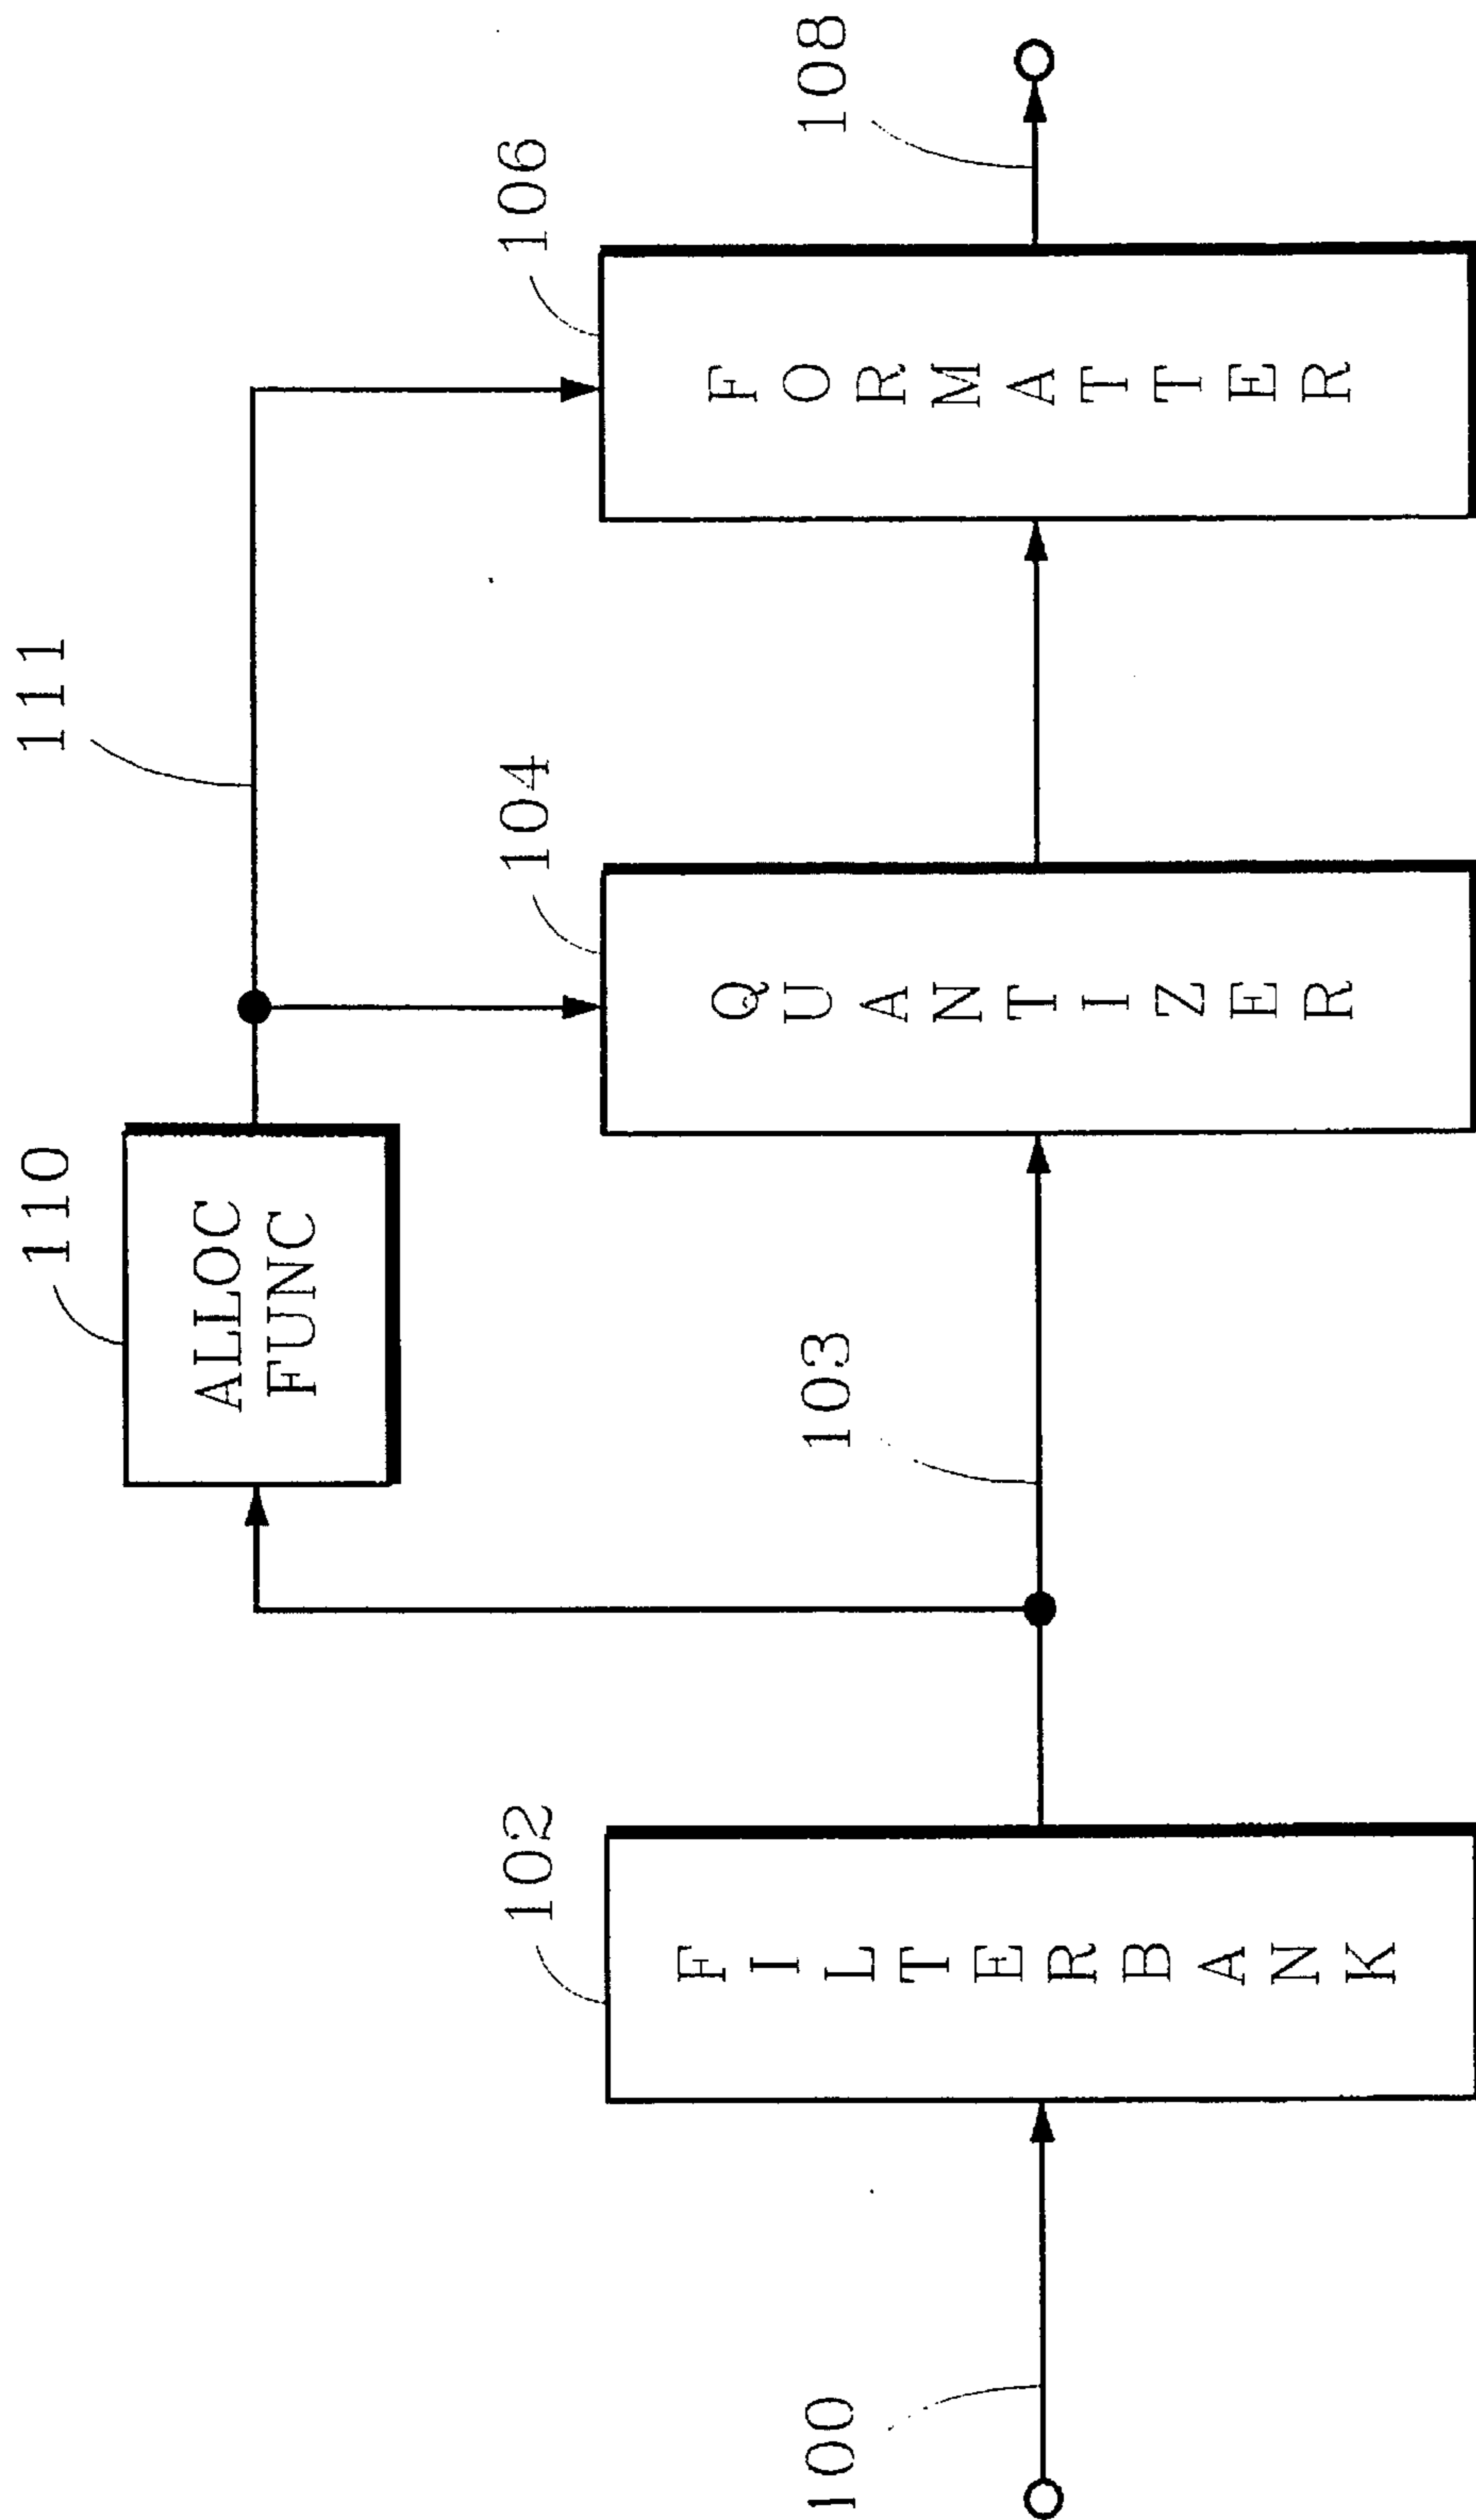 110
111
ALLOC
FUNC
102
104
106
100
103
108
FILTERBANK
QUANTIZER
FORMATTER